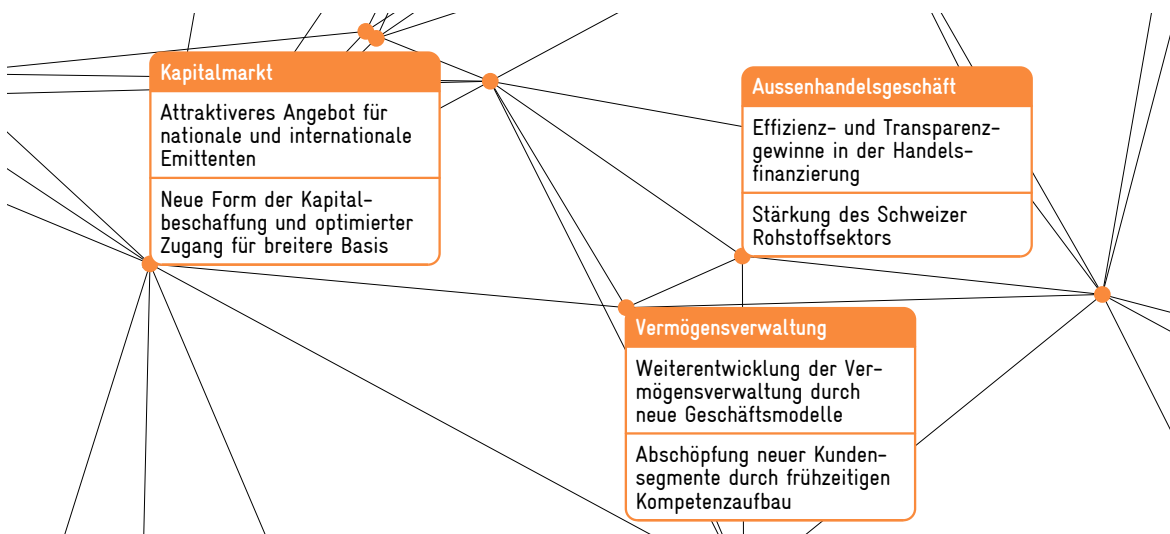 Kapitalmarkt
Attraktiveres Angebot für
nationale und internationale
Emittenten
Neue Form der Kapital-
beschaffung und optimierter
Zugang für breitere Basis
Aussenhandelsgeschäft
Effizienz- und Transparenz-
gewinne in der Handels-
finanzierung
Stärkung des Schweizer
Rohstoffsektors
Vermögensverwaltung
Weiterentwicklung der Ver-
mögensverwaltung durch
neue Geschäftsmodelle
Abschöpfung neuer Kunden-
segmente durch frühzeitigen
Kompetenzaufbau